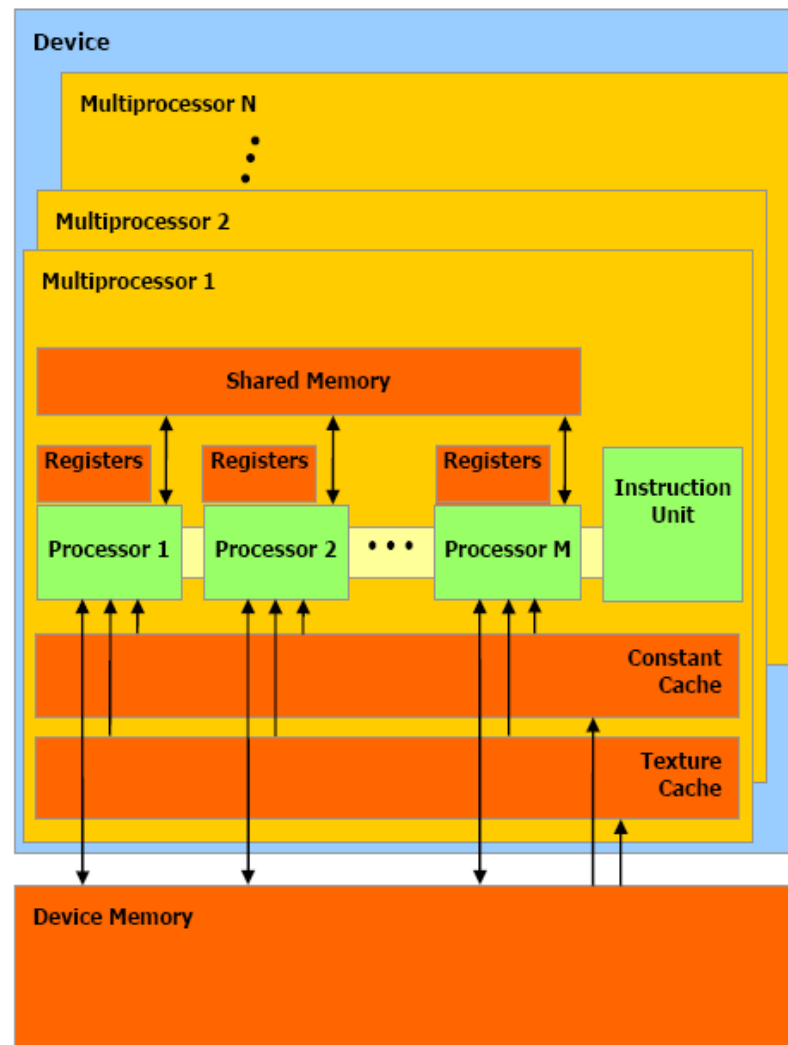 Device
Multiprocessor N
Multiprocessor 2
Multiprocessor 1
Shared Memory
Registers
Registers
Registers
Instruction
Unit
Processor 1
Processor 2
Processor M
Constant
Cache
Texture
Cache
Device Memory